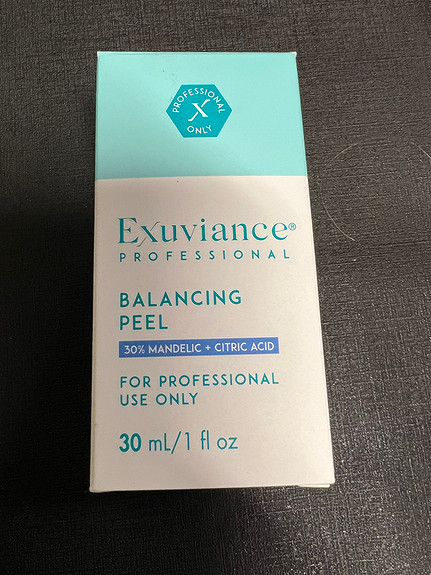 PROFESSIONAL
X
ONLY
Exuviance®
PROFESSIONAL
BALANCING
PEEL
30% MANDELIC + CITRIC ACID
FOR PROFESSIONAL
USE ONLY
30 mL/1 fl oz